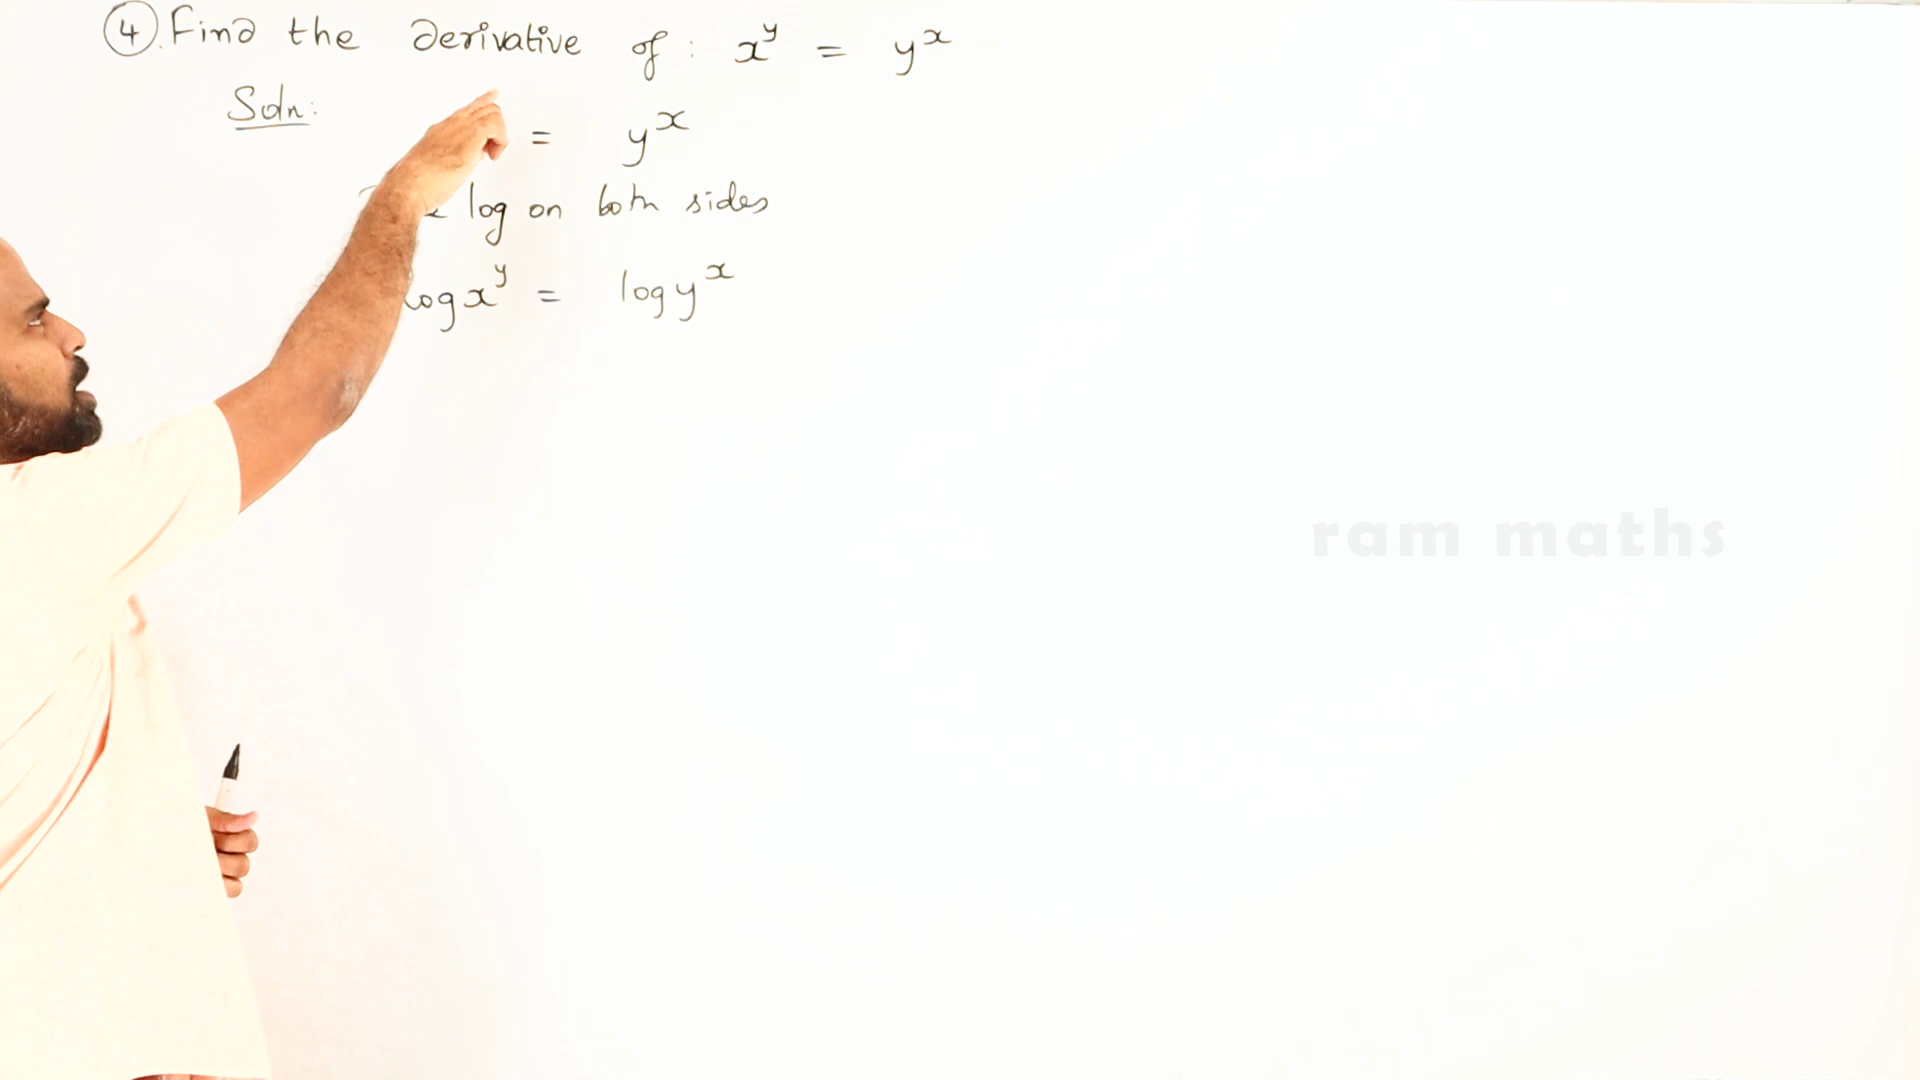 ④. Find the derivative of : x^y = y^x
Soln:
= y^x
log on both sides
log x^y = log y^x
ram maths